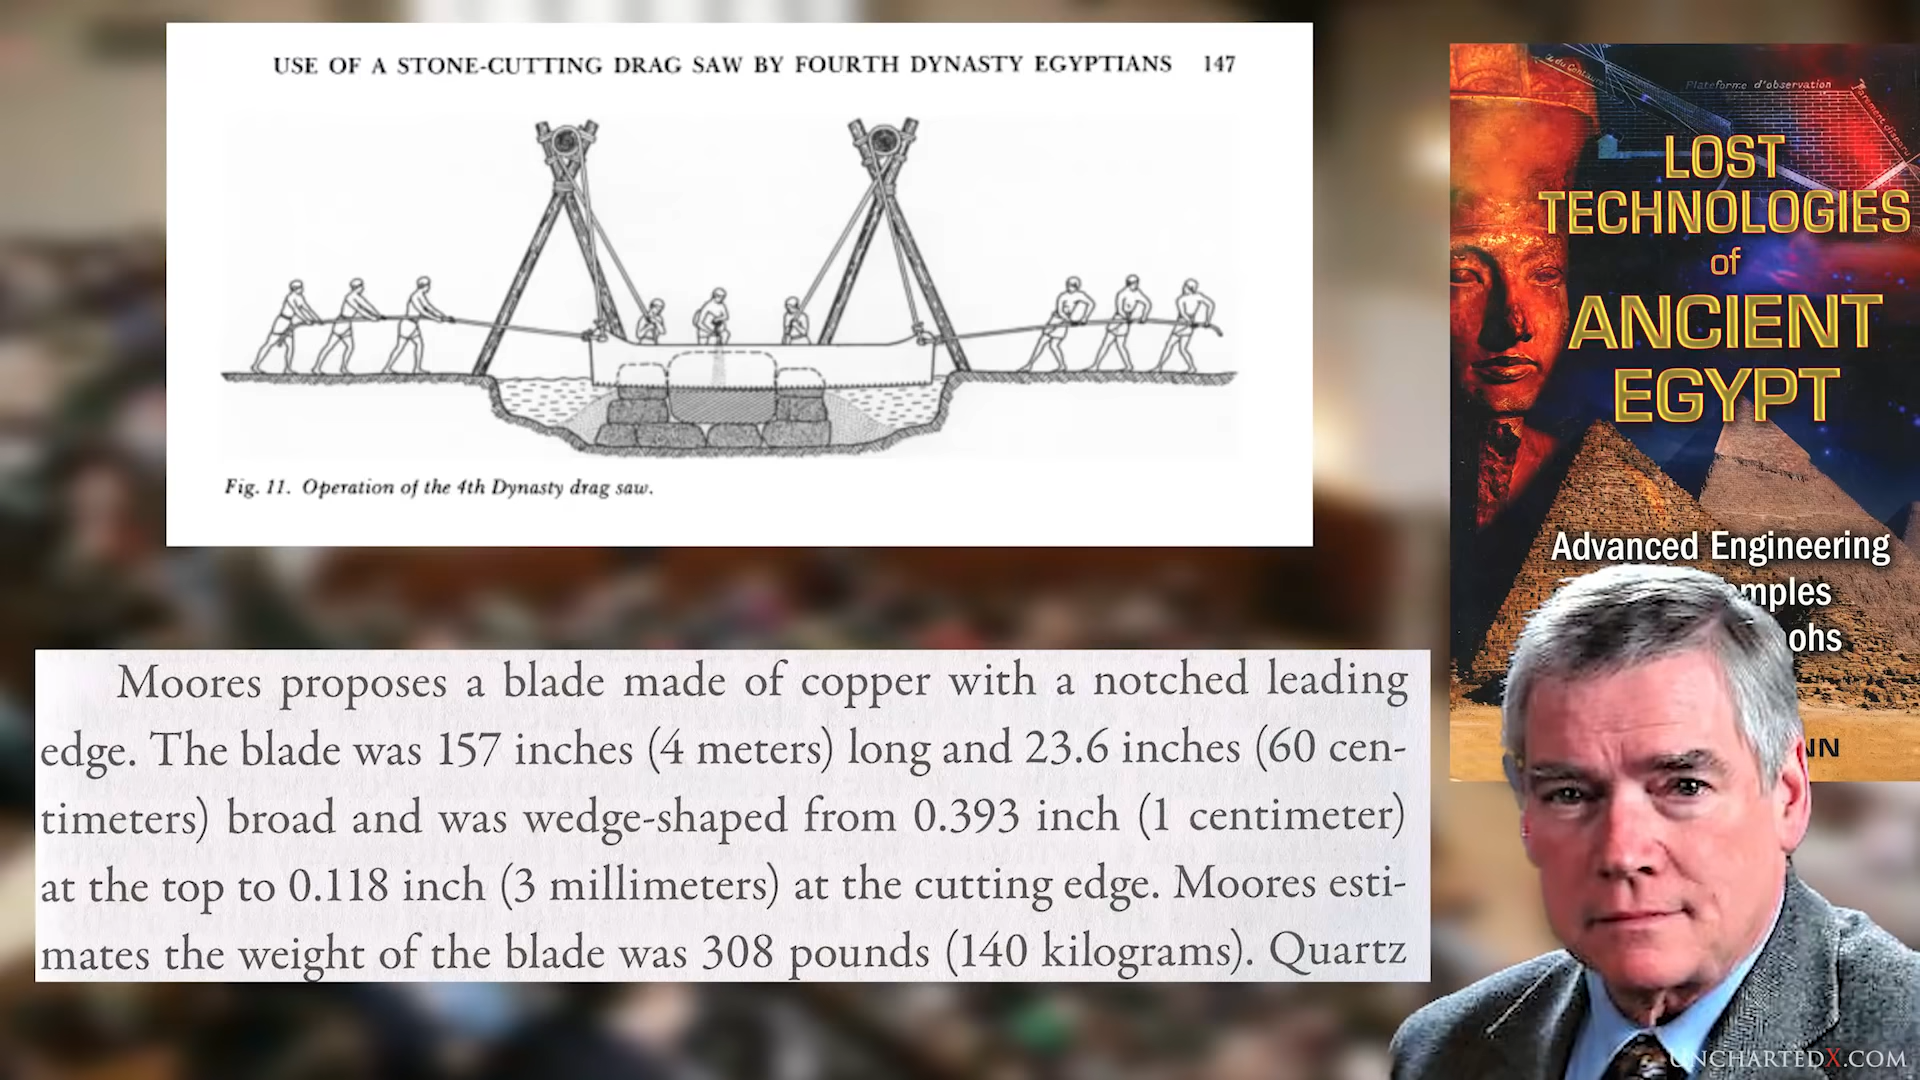 USE OF A STONE-CUTTING DRAG SAW BY FOURTH DYNASTY EGYPTIANS 147
Fig. 11. Operation of the 4th Dynasty drag saw.
Moores proposes a blade made of copper with a notched leading
edge. The blade was 157 inches (4 meters) long and 23.6 inches (60 cen-
timeters) broad and was wedge-shaped from 0.393 inch (1 centimeter)
at the top to 0.118 inch (3 millimeters) at the cutting edge. Moores esti-
mates the weight of the blade was 308 pounds (140 kilograms). Quartz
du Centaure
Plateforme d'observation
Parement disparu
LOST
TECHNOLOGIES
of
ANCIENT
EGYPT
Advanced Engineering
mples
ohs
NN
UNCHARTEDX.COM